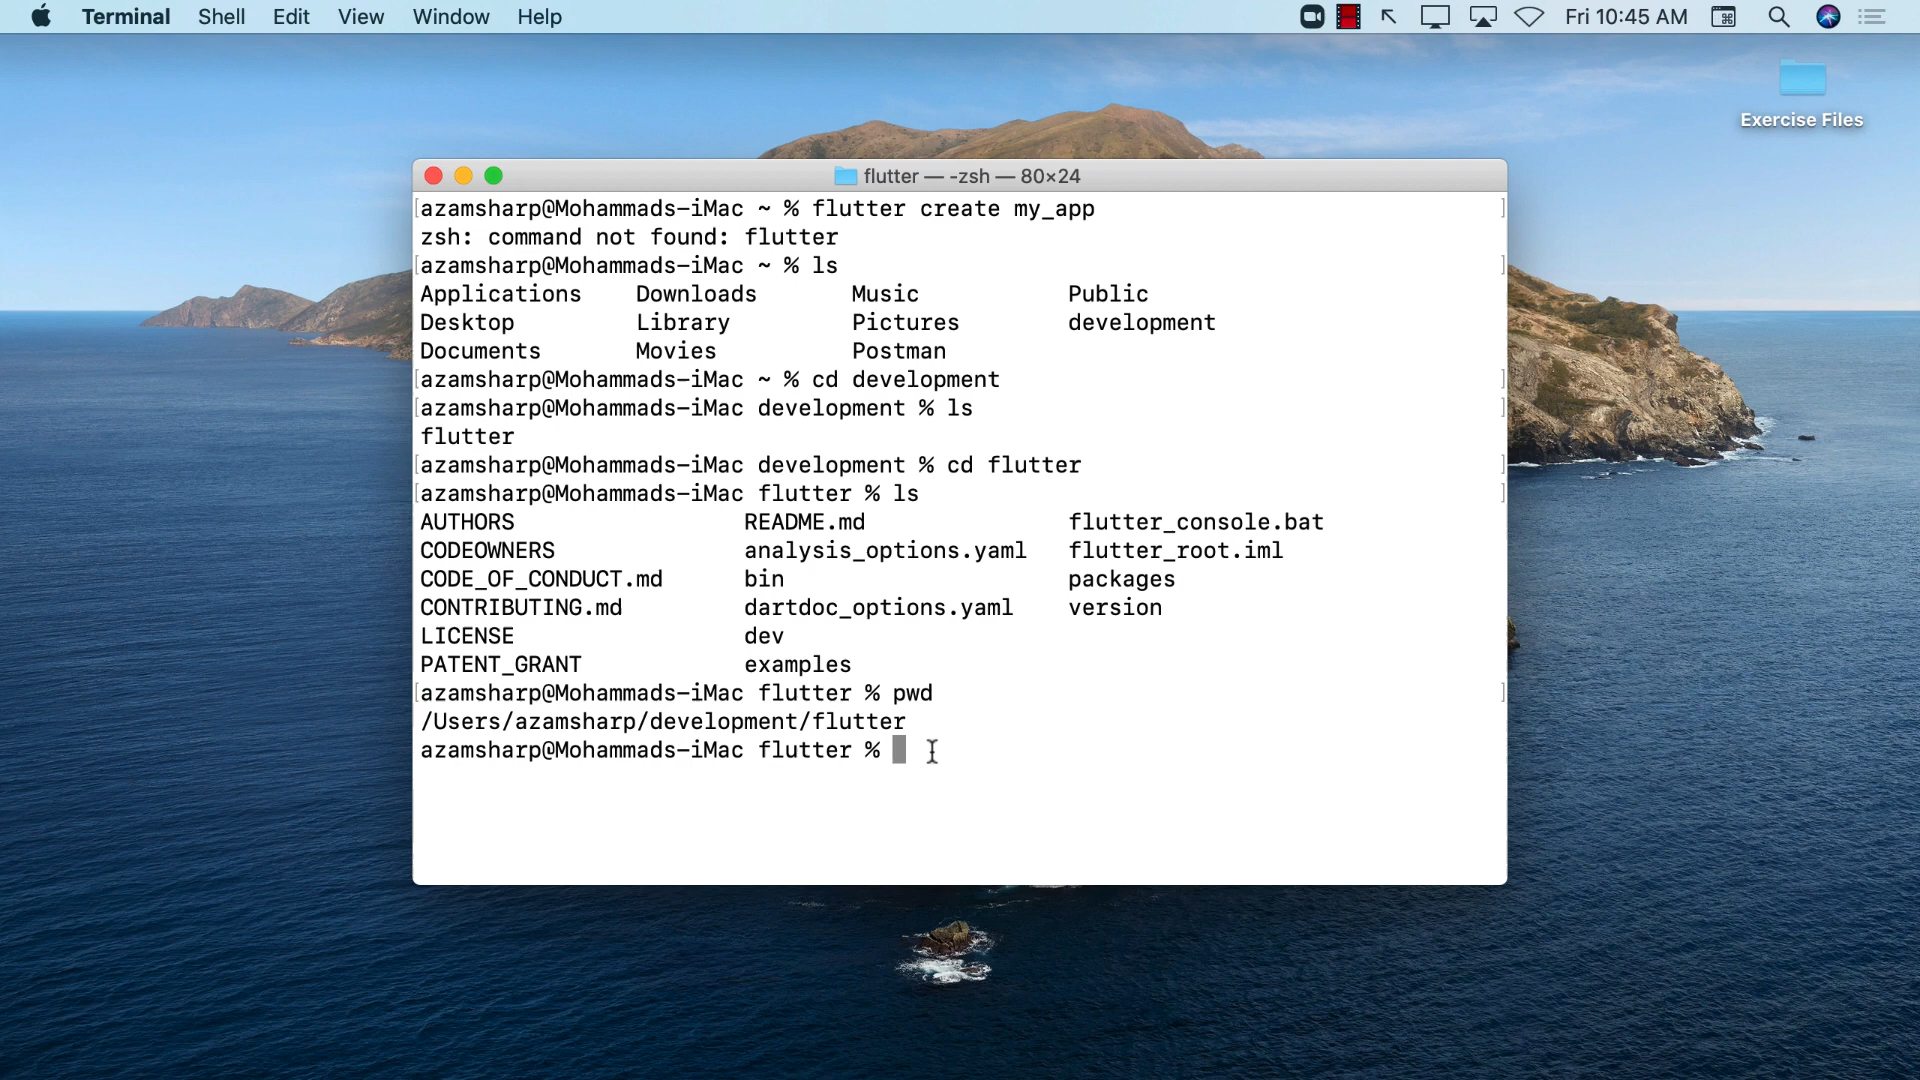 Terminal Shell Edit View Window Help Fri 10:45 AM
Exercise Files
flutter — -zsh — 80×24
azamsharp@Mohammads-iMac ~ % flutter create my_app
zsh: command not found: flutter
azamsharp@Mohammads-iMac ~ % ls
Applications Downloads Music Public
Desktop Library Pictures development
Documents Movies Postman
azamsharp@Mohammads-iMac ~ % cd development
azamsharp@Mohammads-iMac development % ls
flutter
azamsharp@Mohammads-iMac development % cd flutter
azamsharp@Mohammads-iMac flutter % ls
AUTHORS README.md flutter_console.bat
CODEOWNERS analysis_options.yaml flutter_root.iml
CODE_OF_CONDUCT.md bin packages
CONTRIBUTING.md dartdoc_options.yaml version
LICENSE dev
PATENT_GRANT examples
azamsharp@Mohammads-iMac flutter % pwd
/Users/azamsharp/development/flutter
azamsharp@Mohammads-iMac flutter %